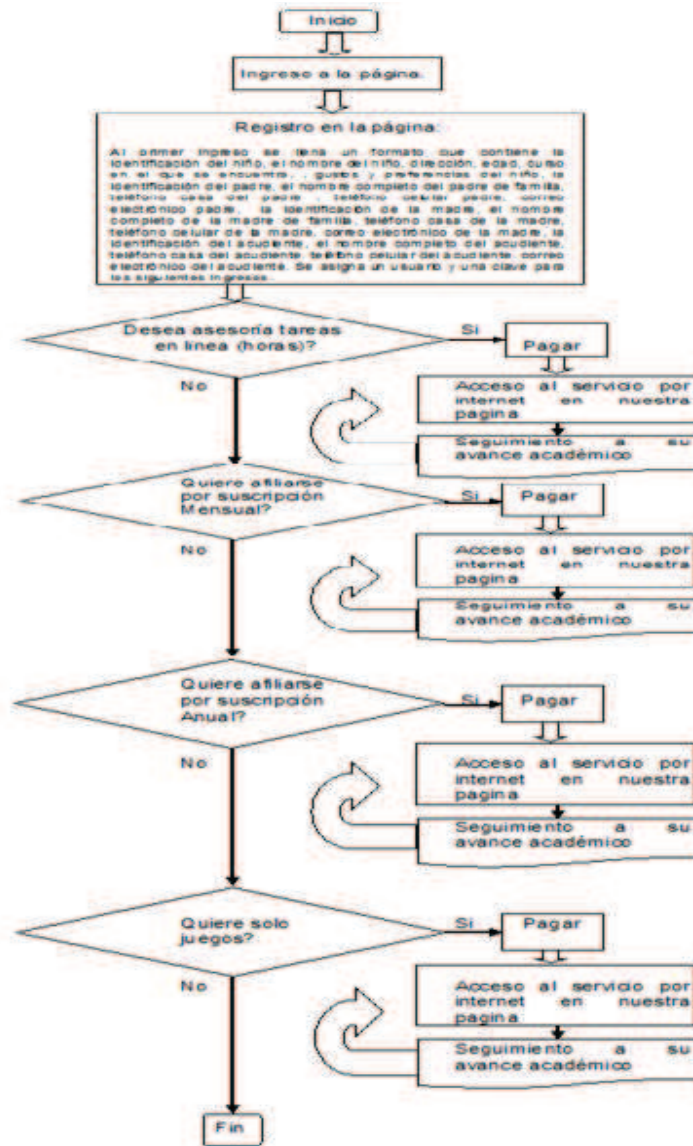 Inicio
Ingreso a la página.
Registro en la página:
Al primer ingreso se llena un formato que contiene la
identificación del niño, el nombre del niño, dirección, edad, curso
en el que se encuentra, , gustos y preferencias del niño, la
identificación del padre, el nombre completo del padre de familia,
teléfono casa del padre , teléfono celular padre, correo
electrónico padre, la identificación de la madre, el nombre
completo de la madre de familia, teléfono casa de la madre,
teléfono celular de la madre, correo electrónico de la madre, la
identificación del acudiente, el nombre completo del acudiente,
teléfono casa del acudiente, teléfono celular del acudiente, correo
electrónico del acudiente. Se asigna un usuario y una clave para
los siguientes ingresos.
Desea asesoría tareas
en línea (horas)?
Si
Pagar
No
Acceso al servicio por
internet en nuestra
pagina
Seguimiento a su
avance académico
Quiere afiliarse
por suscripción
Mensual?
Si
Pagar
No
Acceso al servicio por
internet en nuestra
pagina
Seguimiento a su
avance académico
Quiere afiliarse
por suscripción
Anual?
Si
Pagar
No
Acceso al servicio por
internet en nuestra
pagina
Seguimiento a su
avance académico
Quiere solo
juegos?
Si
Pagar
No
Acceso al servicio por
internet en nuestra
pagina
Seguimiento a su
avance académico
Fin